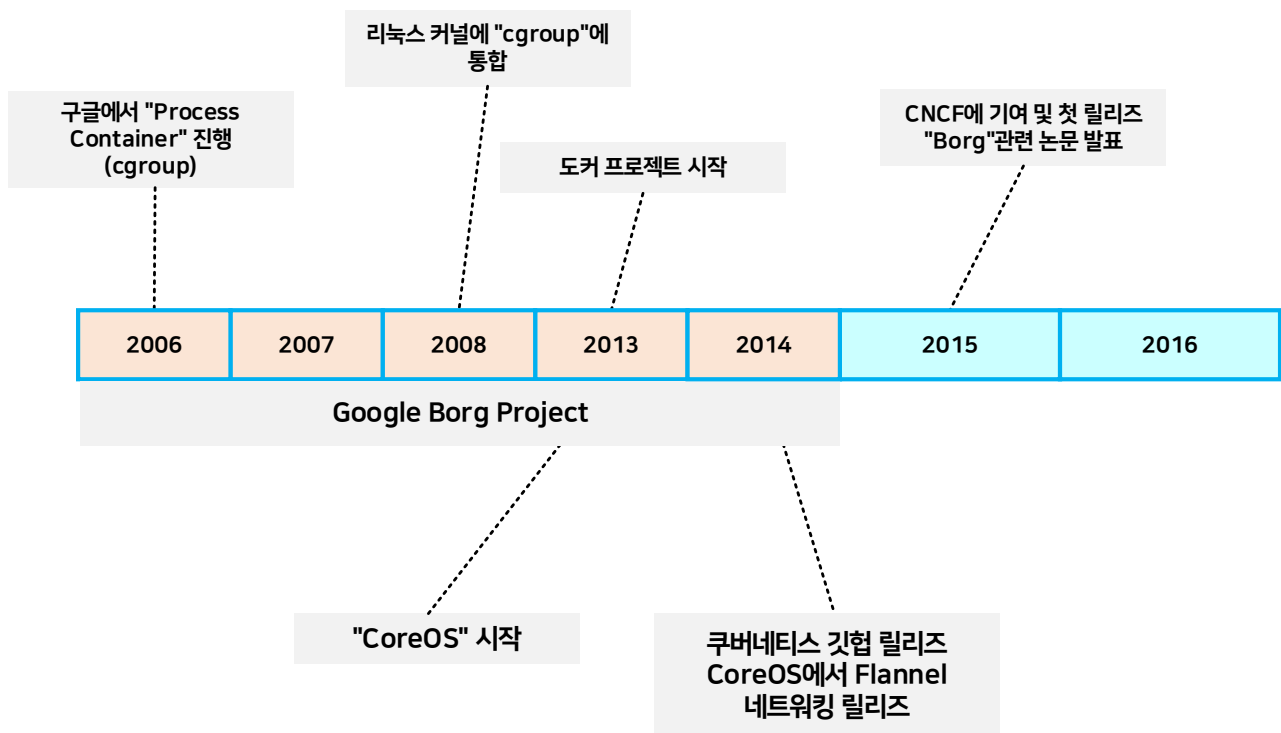 리눅스 커널에 "cgroup"에
통합
구글에서 "Process
Container" 진행
(cgroup)
CNCF에 기여 및 첫 릴리즈
"Borg"관련 논문 발표
도커 프로젝트 시작
2006
2007
2008
2013
2014
2015
2016
Google Borg Project
"CoreOS" 시작
쿠버네티스 깃헙 릴리즈
CoreOS에서 Flannel
네트워킹 릴리즈